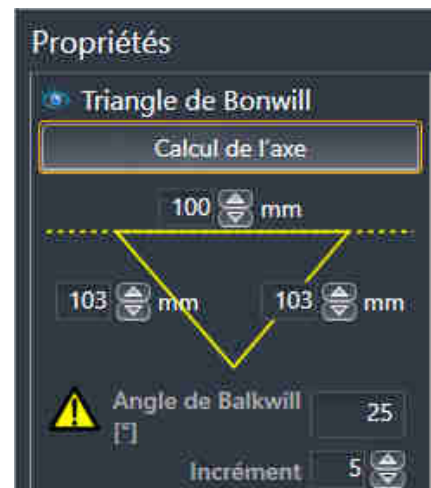 Propriétés
Triangle de Bonwill
Calcul de l'axe
100 mm
103 mm 103 mm
Angle de Balkwill 25
[°]
Incrément 5